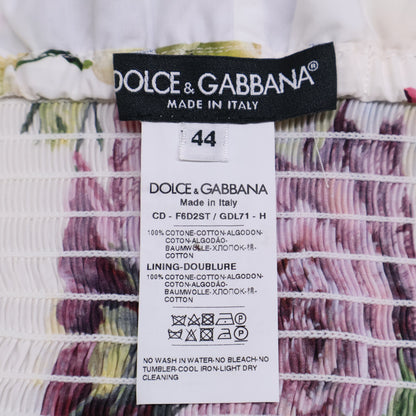 DOLCE & GABBANA®
MADE IN ITALY
44
DOLCE & GABBANA
Made in Italy
CD - F6D2ST / GDL71 - H
100% COTONE-COTTON-ALGODON-
COTON-ALGODÃO-
BAUMWOLLE-ХЛОПОК-棉-
COTTON
LINING-DOUBLURE
100% COTONE-COTTON-ALGODON-
COTON-ALGODÃO-
BAUMWOLLE-ХЛОПОК-棉-
COTTON
NO WASH IN WATER-NO BLEACH-NO
TUMBLER-COOL IRON-LIGHT DRY
CLEANING